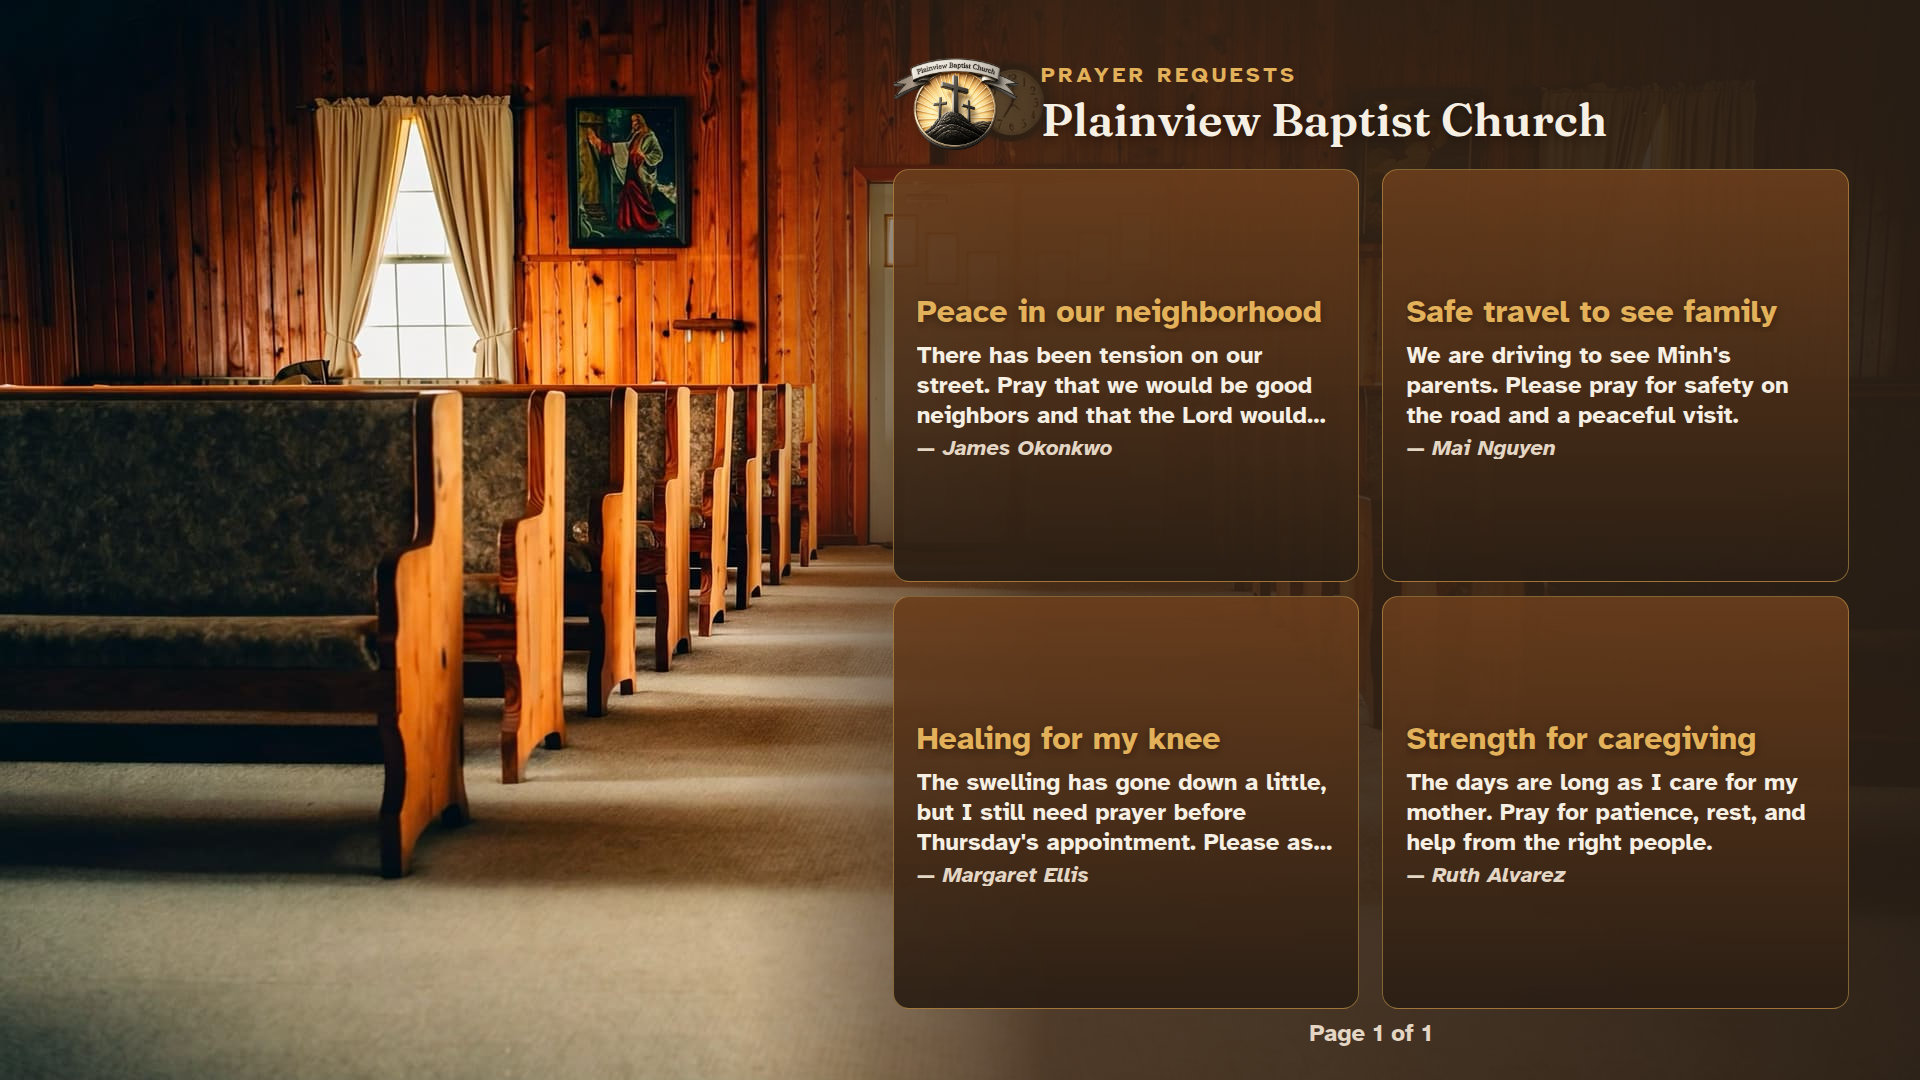 Plainview Baptist Church
PRAYER REQUESTS
Plainview Baptist Church
Peace in our neighborhood
There has been tension on our
street. Pray that we would be good
neighbors and that the Lord would...
— James Okonkwo
Safe travel to see family
We are driving to see Minh's
parents. Please pray for safety on
the road and a peaceful visit.
— Mai Nguyen
Healing for my knee
The swelling has gone down a little,
but I still need prayer before
Thursday's appointment. Please as...
— Margaret Ellis
Strength for caregiving
The days are long as I care for my
mother. Pray for patience, rest, and
help from the right people.
— Ruth Alvarez
Page 1 of 1